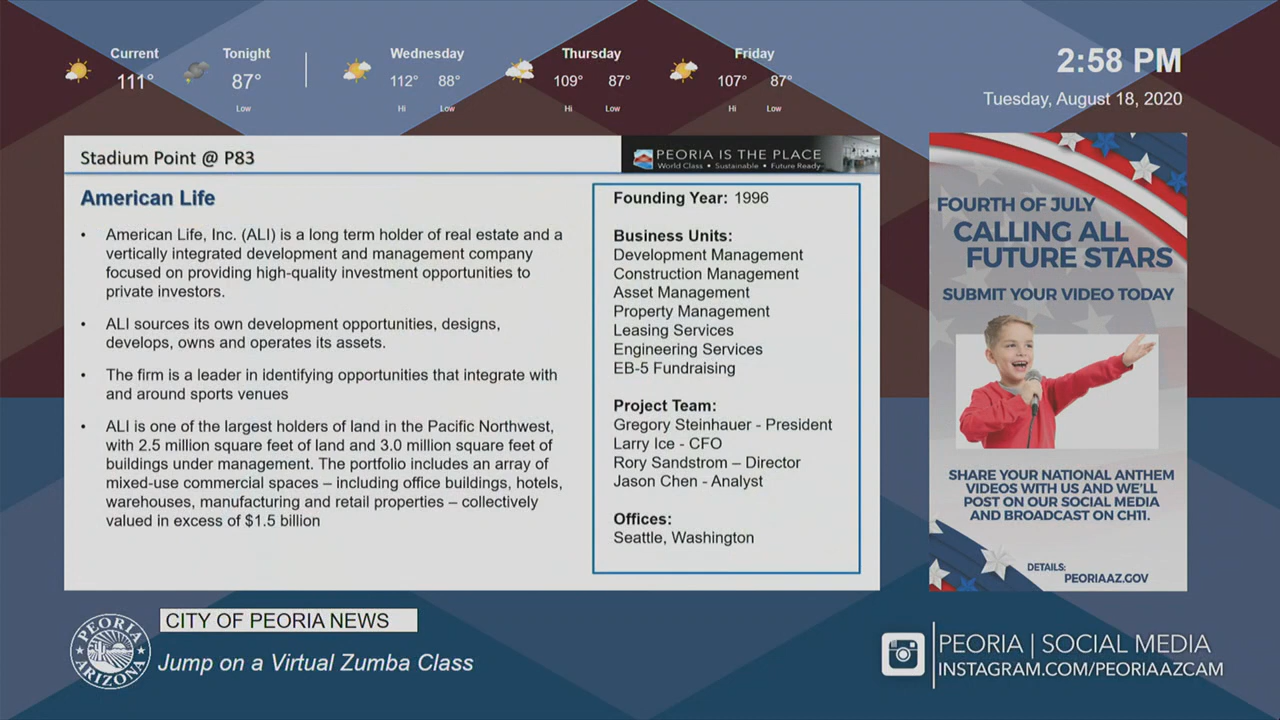 Current
111°
Tonight
87°
Low
Wednesday
112° 88°
Hi Low
Thursday
109° 87°
Hi Low
Friday
107° 87°
Hi Low
2:58 PM
Tuesday, August 18, 2020
Stadium Point @ P83
PEORIA IS THE PLACE
World Class • Sustainable • Future Ready
American Life
• American Life, Inc. (ALI) is a long term holder of real estate and a
vertically integrated development and management company
focused on providing high-quality investment opportunities to
private investors.
• ALI sources its own development opportunities, designs,
develops, owns and operates its assets.
• The firm is a leader in identifying opportunities that integrate with
and around sports venues
• ALI is one of the largest holders of land in the Pacific Northwest,
with 2.5 million square feet of land and 3.0 million square feet of
buildings under management. The portfolio includes an array of
mixed-use commercial spaces – including office buildings, hotels,
warehouses, manufacturing and retail properties – collectively
valued in excess of $1.5 billion
Founding Year: 1996
Business Units:
Development Management
Construction Management
Asset Management
Property Management
Leasing Services
Engineering Services
EB-5 Fundraising
Project Team:
Gregory Steinhauer - President
Larry Ice - CFO
Rory Sandstrom – Director
Jason Chen - Analyst
Offices:
Seattle, Washington
FOURTH OF JULY
CALLING ALL
FUTURE STARS
SUBMIT YOUR VIDEO TODAY
SHARE YOUR NATIONAL ANTHEM
VIDEOS WITH US AND WE'LL
POST ON OUR SOCIAL MEDIA
AND BROADCAST ON CH11.
DETAILS:
PEORIAAZ.GOV
PEORIA
ARIZONA
CITY OF PEORIA NEWS
Jump on a Virtual Zumba Class
PEORIA | SOCIAL MEDIA
INSTAGRAM.COM/PEORIAAZCAM